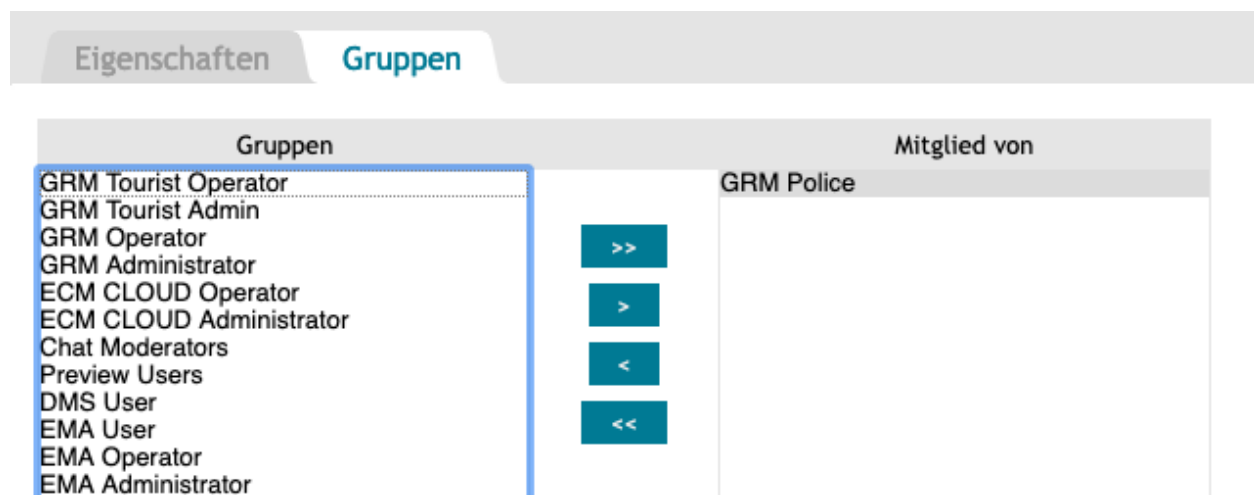 Eigenschaften Gruppen
Gruppen Mitglied von
GRM Tourist Operator GRM Police
GRM Tourist Admin
GRM Operator
>>
GRM Administrator
ECM CLOUD Operator
>
ECM CLOUD Administrator
Chat Moderators
<
Preview Users
DMS User
<<
EMA User
EMA Operator
EMA Administrator